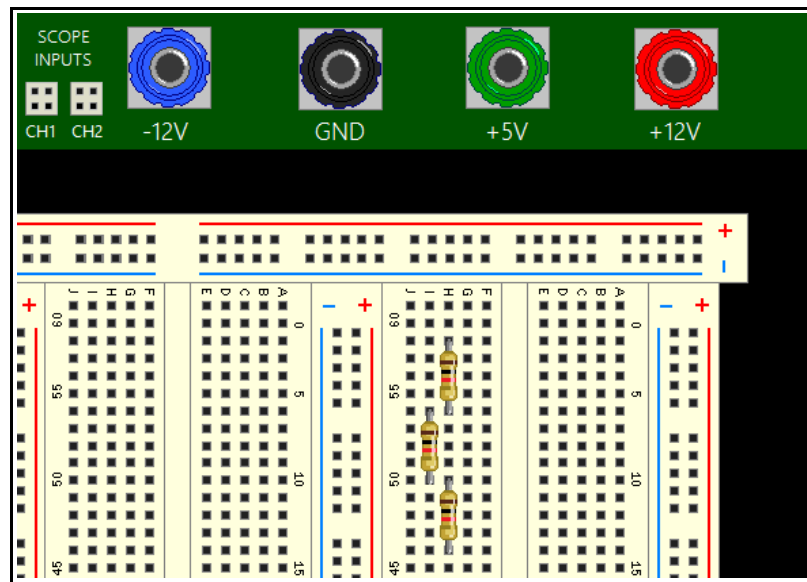 SCOPE
INPUTS
CH1 CH2 -12V GND +5V +12V
+
−
J I H G F E D C B A J I H G F E D C B A
+ − + − +
60 0 60 0
55 5 55 5
50 10 50 10
45 15 45 15